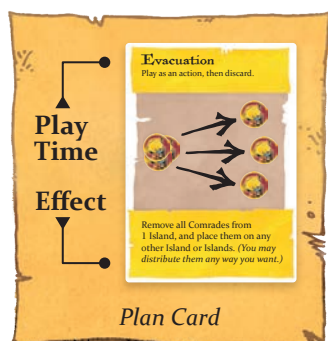 Evacuation
Play as an action, then discard.
Play
Time
Effect
Remove all Comrades from
1 Island, and place them on any
other Island or Islands. (You may
distribute them any way you want.)
Plan Card